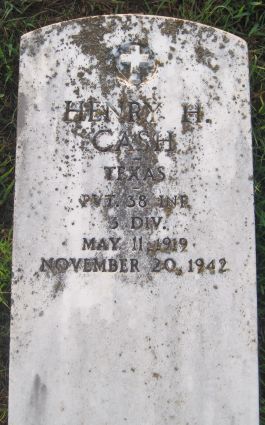 HENRY H.
CASH
TEXAS
PVT. 38 INF.
3 DIV.
MAY 11 1919
NOVEMBER 20, 1942